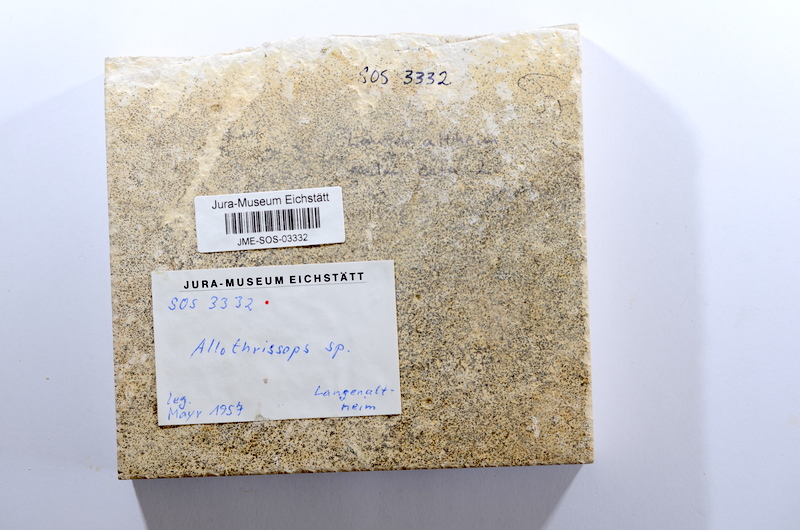 SOS 3332
Jura-Museum Eichstätt
JME-SOS-03332
JURA-MUSEUM EICHSTÄTT
SOS 3332
Allothrissops sp.
leg.
Mayr 1957
Langenalt-
heim